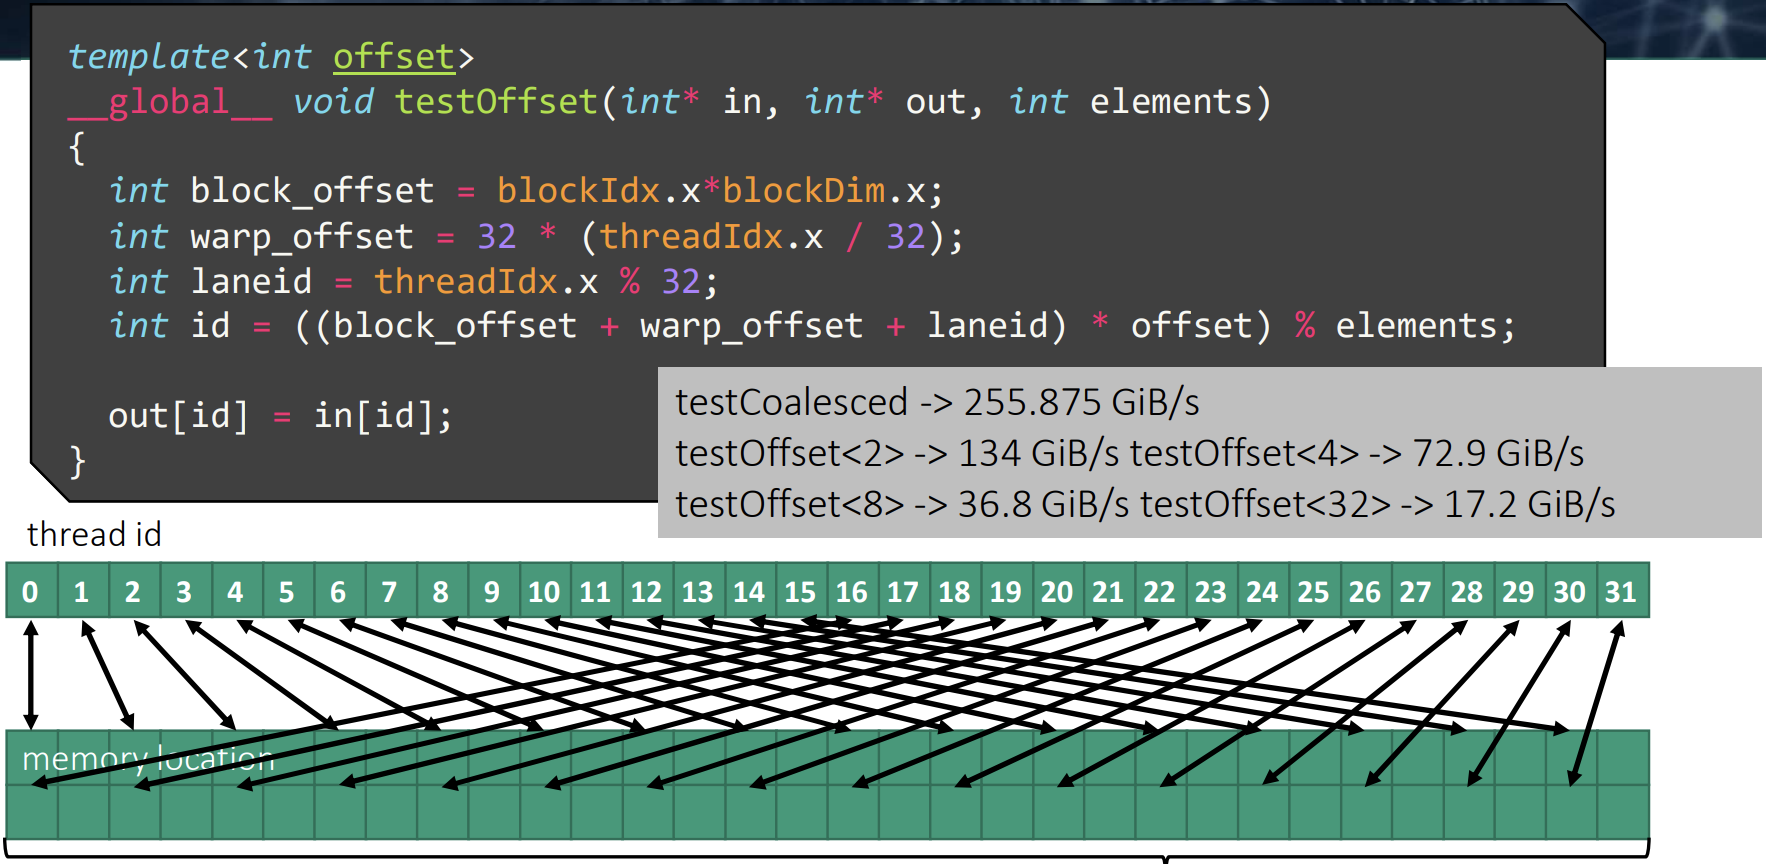 template<int offset>
__global__ void testOffset(int* in, int* out, int elements)
{
int block_offset = blockIdx.x*blockDim.x;
int warp_offset = 32 * (threadIdx.x / 32);
int laneid = threadIdx.x % 32;
int id = ((block_offset + warp_offset + laneid) * offset) % elements;
out[id] = in[id];
}
testCoalesced -> 255.875 GiB/s
testOffset<2> -> 134 GiB/s testOffset<4> -> 72.9 GiB/s
testOffset<8> -> 36.8 GiB/s testOffset<32> -> 17.2 GiB/s
thread id
0 1 2 3 4 5 6 7 8 9 10 11 12 13 14 15 16 17 18 19 20 21 22 23 24 25 26 27 28 29 30 31
memory location